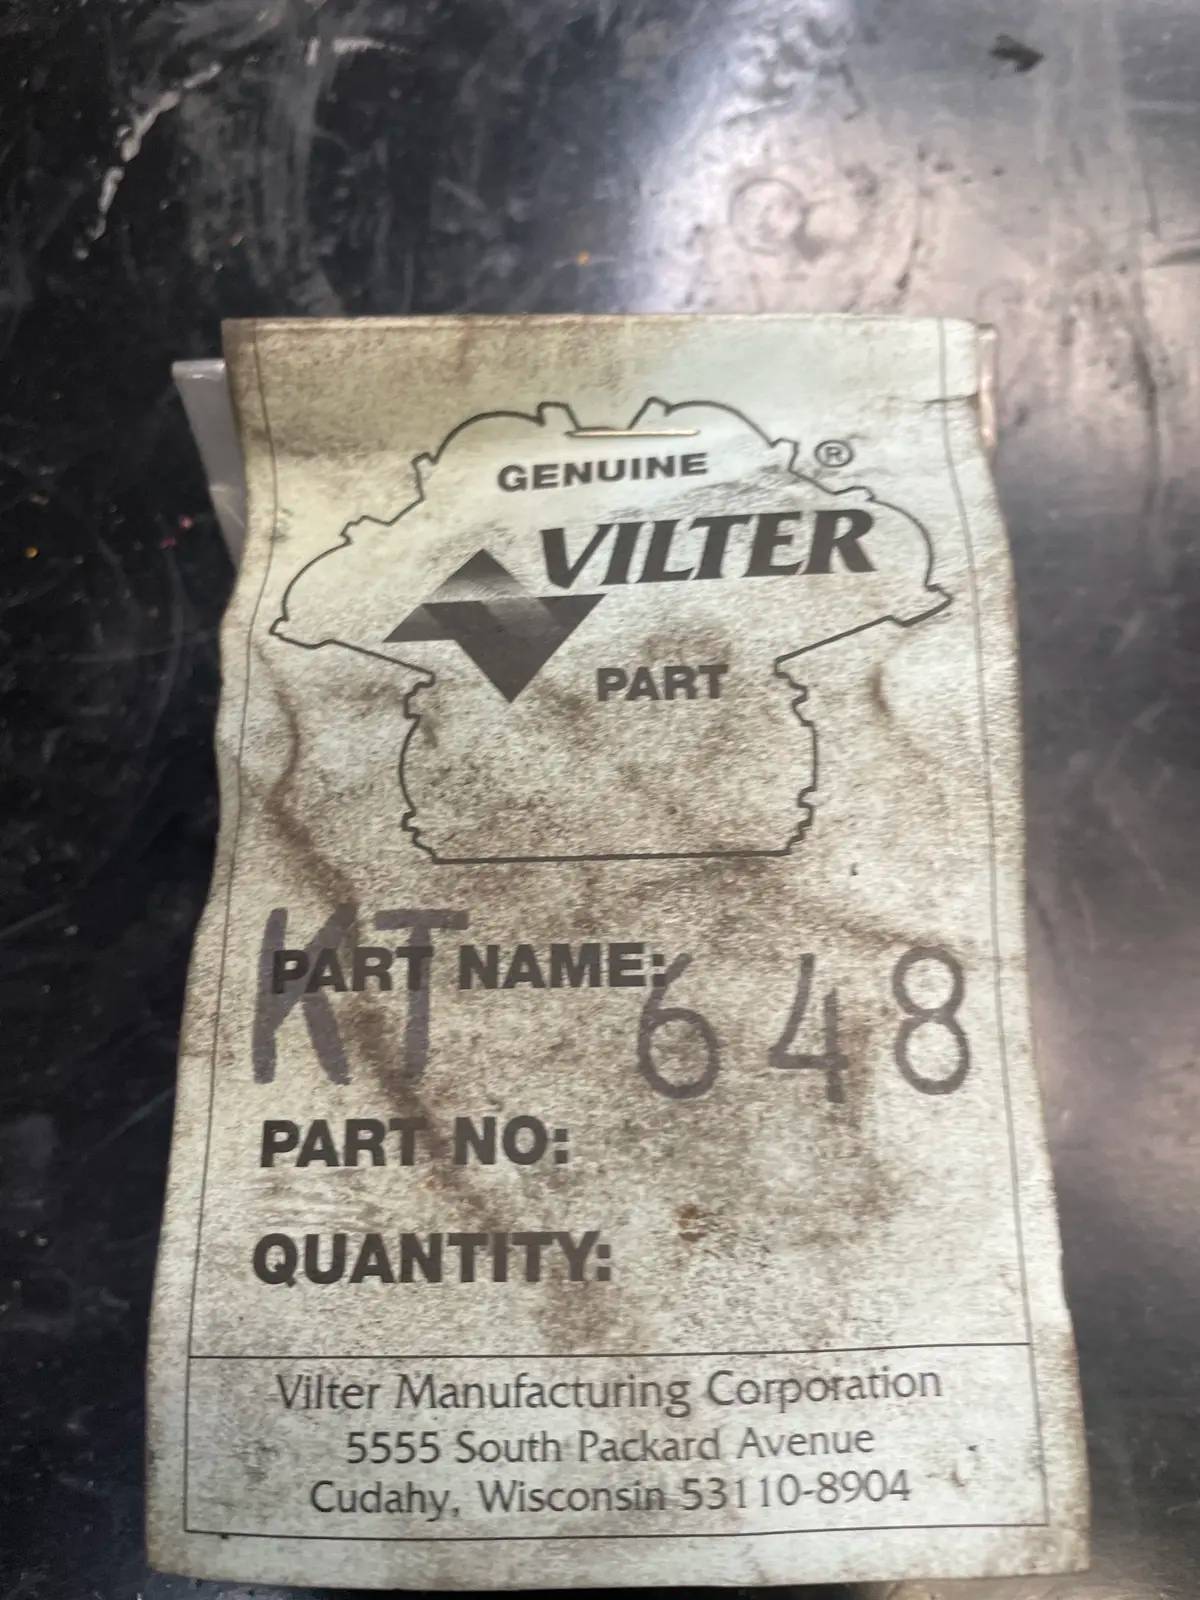 GENUINE
®
VILTER
PART
KT 648
PART NAME:
PART NO:
QUANTITY:
Vilter Manufacturing Corporation
5555 South Packard Avenue
Cudahy, Wisconsin 53110-8904